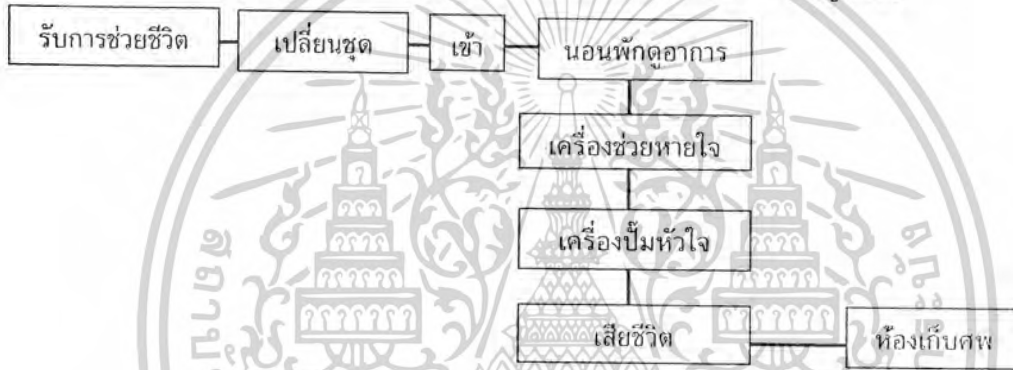 รับการช่วยชีวิต
เปลี่ยนชุด
เข้า
นอนพักดูอาการ
เครื่องช่วยหายใจ
เครื่องปั๊มหัวใจ
เสียชีวิต
ห้องเก็บศพ